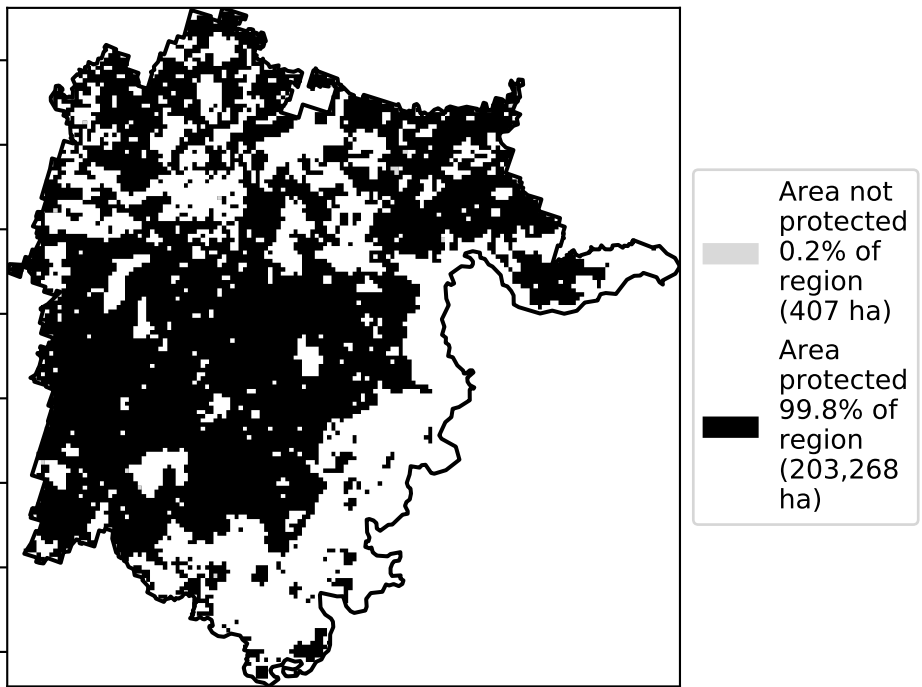 Area not
protected
0.2% of
region
(407 ha)
Area
protected
99.8% of
region
(203,268
ha)